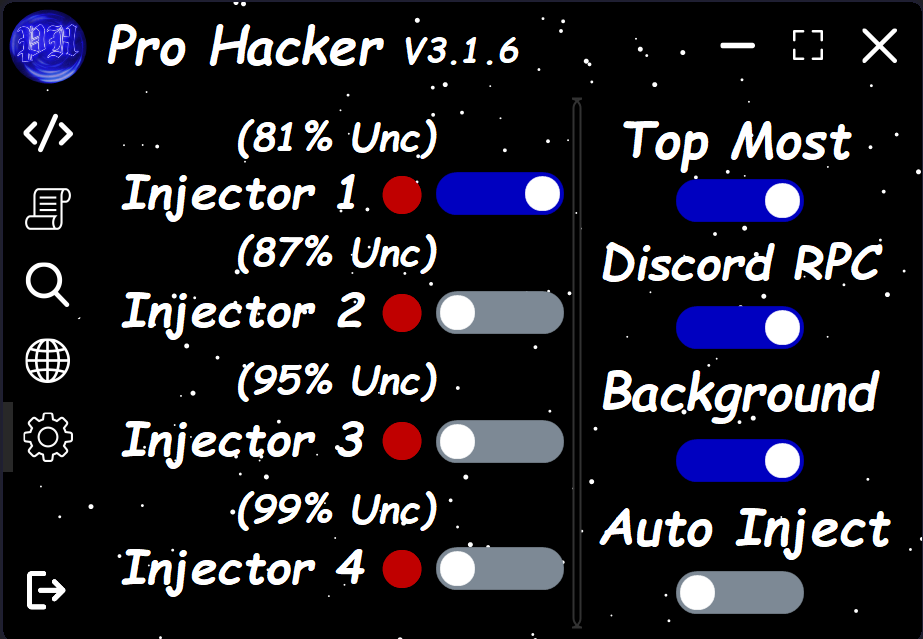 PH
Pro Hacker V3.1.6
(81% Unc)
Injector 1
(87% Unc)
Injector 2
(95% Unc)
Injector 3
(99% Unc)
Injector 4
Top Most
Discord RPC
Background
Auto Inject